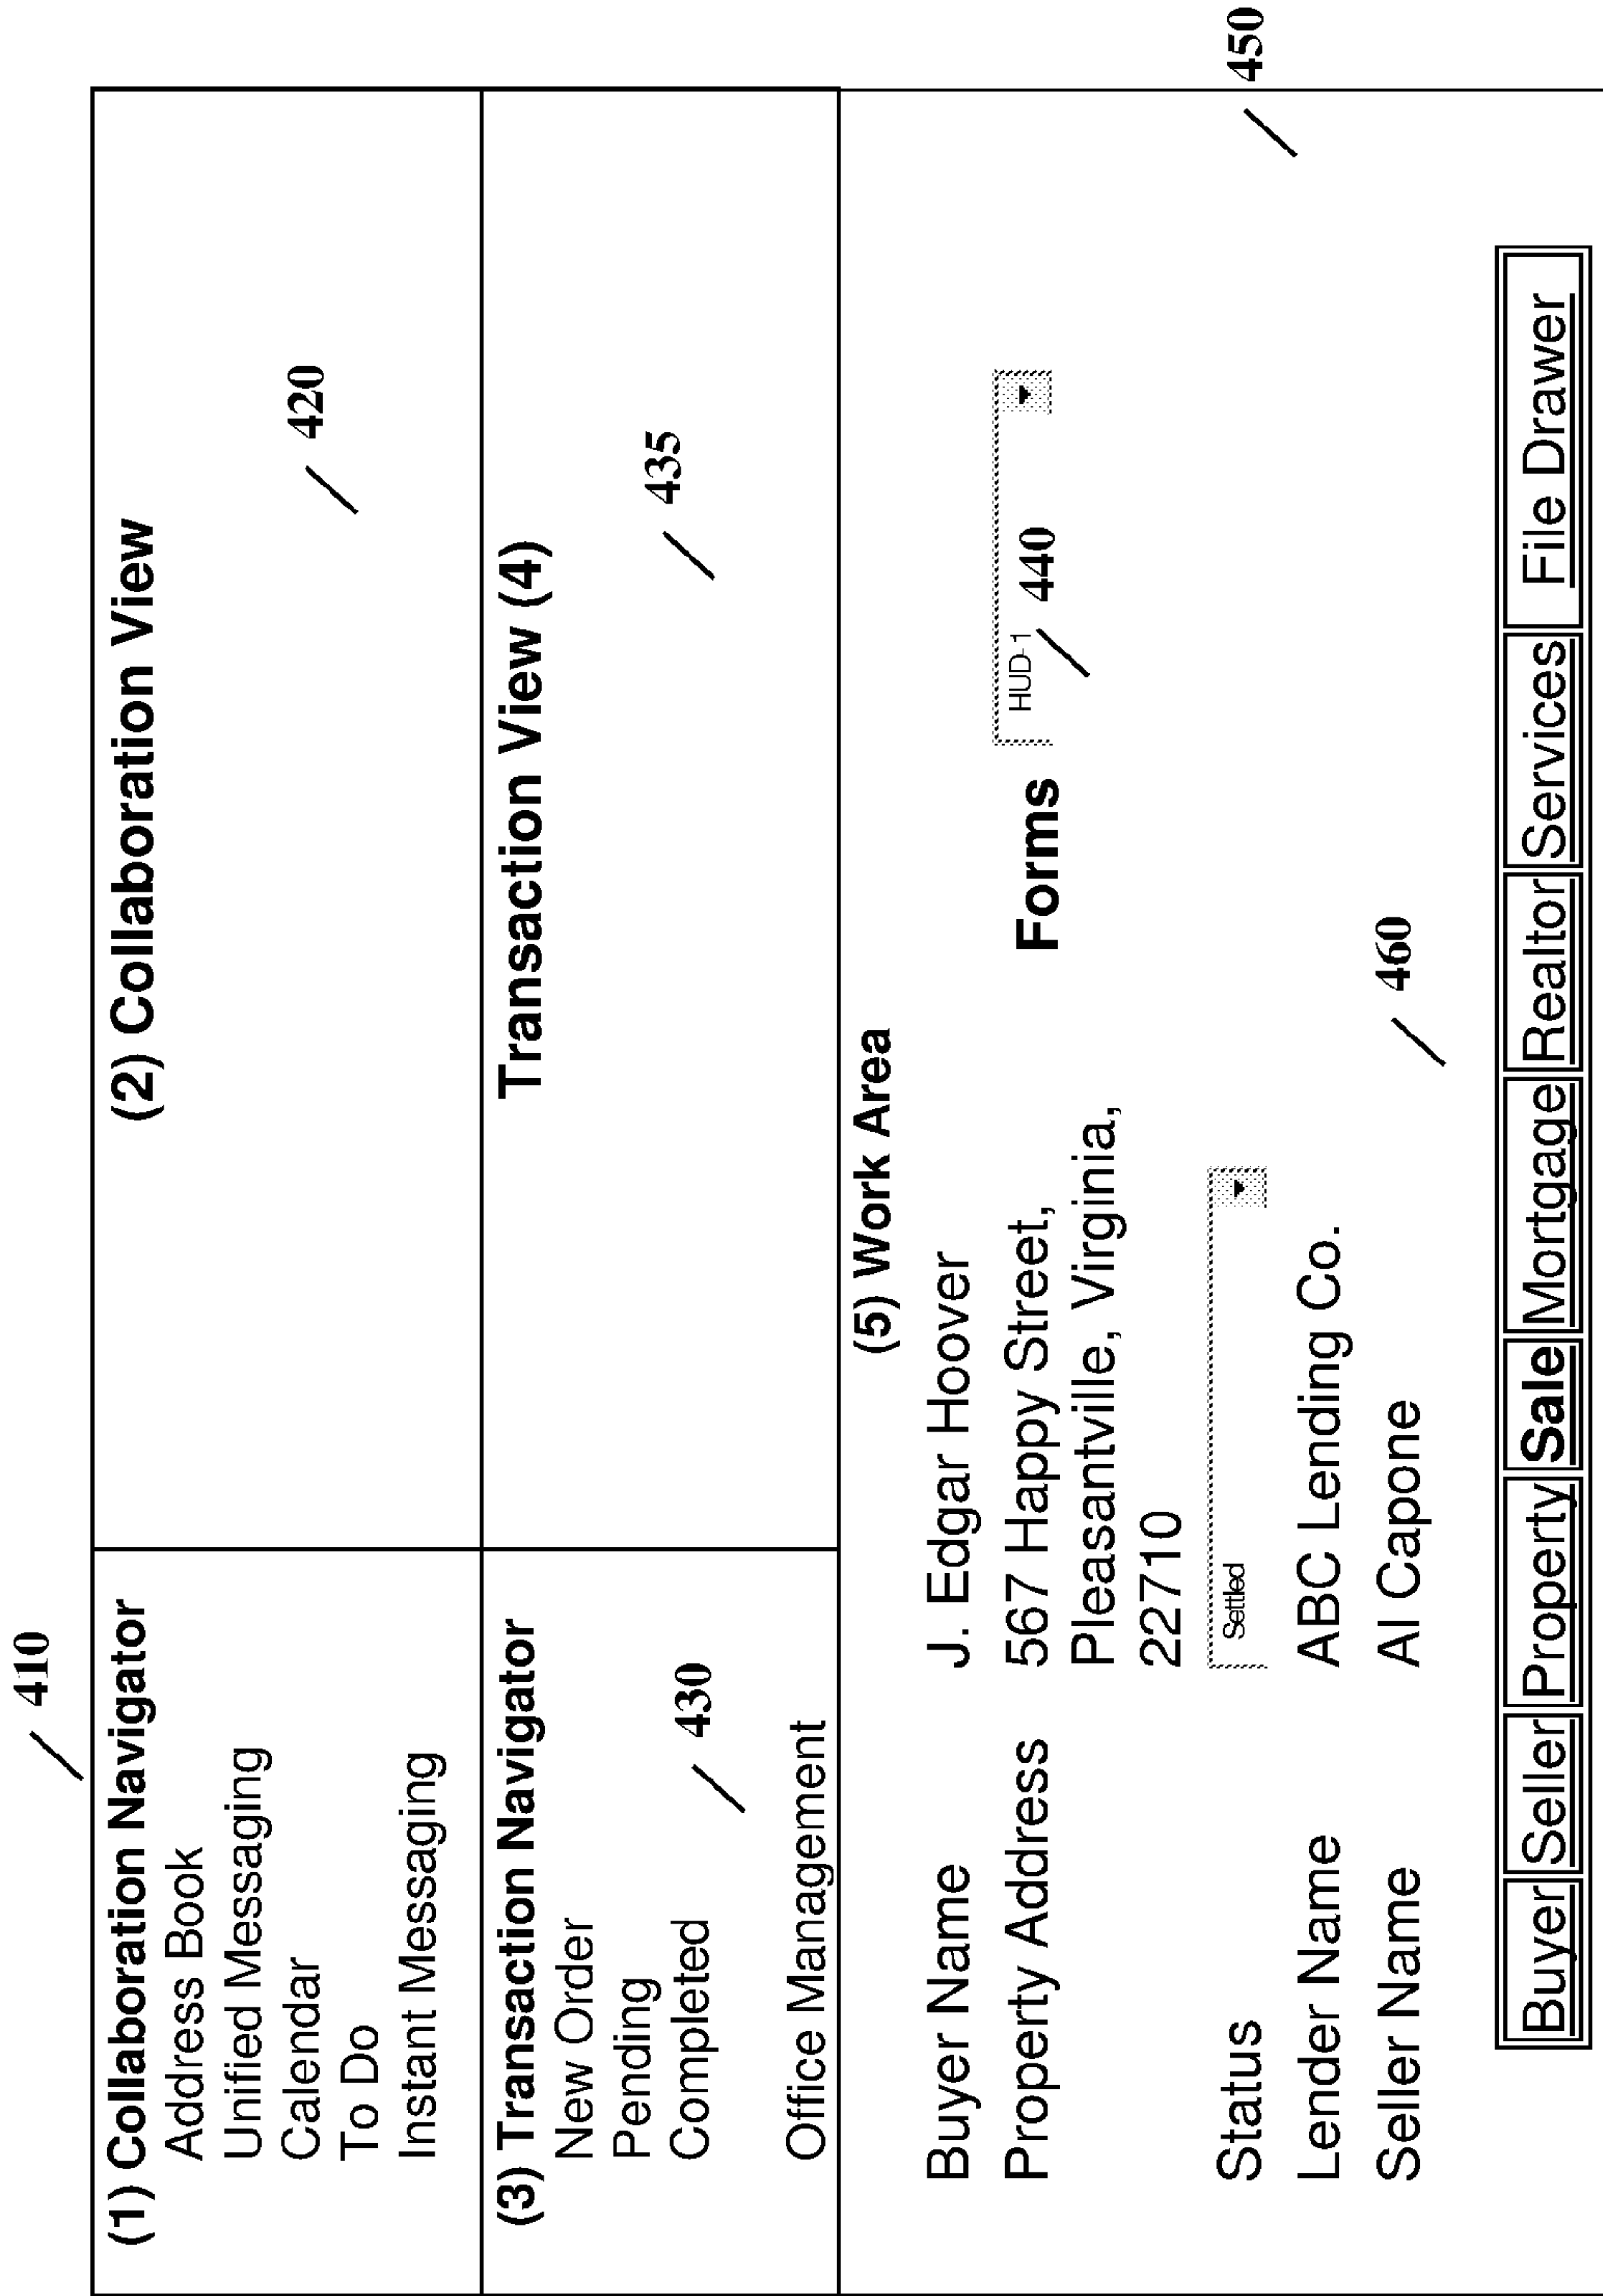 410
(1) Collaboration Navigator
Address Book
Unified Messaging
Calendar
To Do
Instant Messaging
(2) Collaboration View
420
(3) Transaction Navigator
New Order
Pending
Completed
430
Office Management
Transaction View (4)
435
(5) Work Area
450
Buyer Name J. Edgar Hoover
Property Address 567 Happy Street,
Pleasantville, Virginia,
22710
Forms HUD-1
440
Status Settled
Lender Name ABC Lending Co.
Seller Name Al Capone
460
Buyer Seller Property Sale Mortgage Realtor Services File Drawer